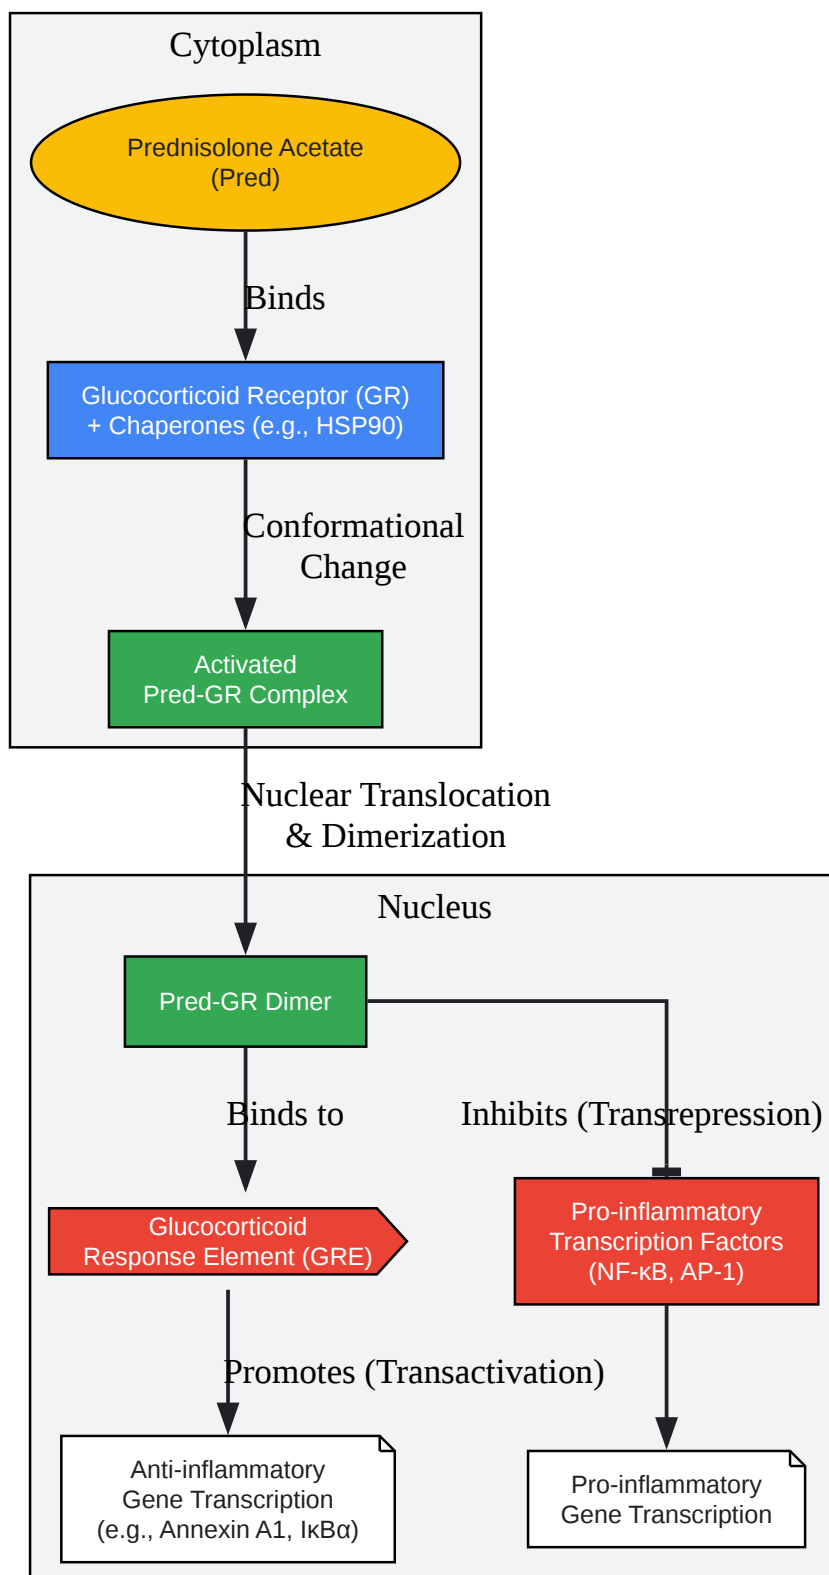 Cytoplasm
Prednisolone Acetate
(Pred)
Binds
Glucocorticoid Receptor (GR)
+ Chaperones (e.g., HSP90)
Conformational
Change
Activated
Pred-GR Complex
Nuclear Translocation
& Dimerization
Nucleus
Pred-GR Dimer
Binds to
Inhibits (Transrepression)
Glucocorticoid
Response Element (GRE)
Pro-inflammatory
Transcription Factors
(NF-κB, AP-1)
Promotes (Transactivation)
Anti-inflammatory
Gene Transcription
(e.g., Annexin A1, IκBα)
Pro-inflammatory
Gene Transcription